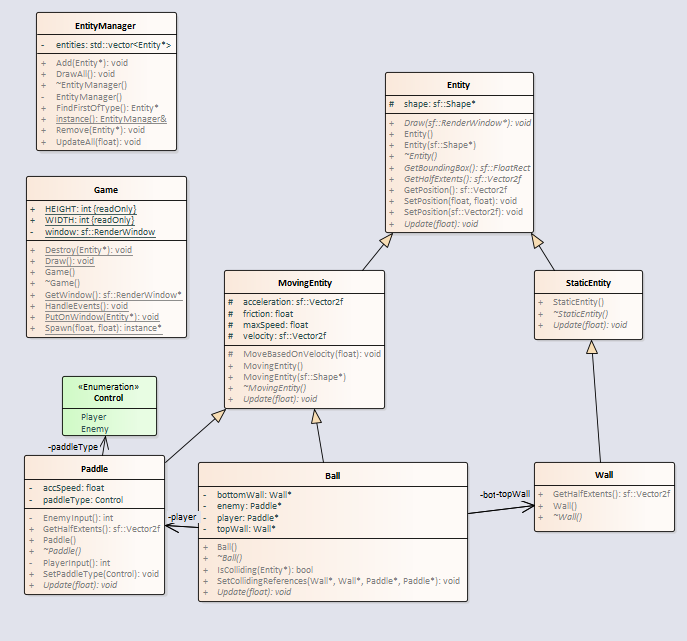 EntityManager
- entities: std::vector<Entity*>
+ Add(Entity*): void
+ DrawAll(): void
+ ~EntityManager()
- EntityManager()
+ FindFirstOfType(): Entity*
+ instance(): EntityManager&
+ Remove(Entity*): void
+ UpdateAll(float): void
Entity
# shape: sf::Shape*
+ Draw(sf::RenderWindow*): void
+ Entity()
+ Entity(sf::Shape*)
+ ~Entity()
+ GetBoundingBox(): sf::FloatRect
+ GetHalfExtents(): sf::Vector2f
+ GetPosition(): sf::Vector2f
+ SetPosition(float, float): void
+ SetPosition(sf::Vector2f): void
+ Update(float): void
Game
+ HEIGHT: int {readOnly}
+ WIDTH: int {readOnly}
- window: sf::RenderWindow
+ Destroy(Entity*): void
+ Draw(): void
+ Game()
+ ~Game()
+ GetWindow(): sf::RenderWindow*
+ HandleEvents(): void
+ PutOnWindow(Entity*): void
+ Spawn(float, float): instance*
MovingEntity
# acceleration: sf::Vector2f
# friction: float
# maxSpeed: float
# velocity: sf::Vector2f
# MoveBasedOnVelocity(float): void
+ MovingEntity()
+ MovingEntity(sf::Shape*)
+ ~MovingEntity()
+ Update(float): void
StaticEntity
+ StaticEntity()
+ ~StaticEntity()
+ Update(float): void
«Enumeration»
Control
Player
Enemy
-paddleType
Paddle
- accSpeed: float
- paddleType: Control
- EnemyInput(): int
+ GetHalfExtents(): sf::Vector2f
+ Paddle()
+ ~Paddle()
- PlayerInput(): int
+ SetPaddleType(Control): void
+ Update(float): void
-player
Ball
- bottomWall: Wall*
- enemy: Paddle*
- player: Paddle*
- topWall: Wall*
+ Ball()
+ ~Ball()
+ IsColliding(Entity*): bool
+ SetCollidingReferences(Wall*, Wall*, Paddle*, Paddle*): void
+ Update(float): void
-bot -topWall
Wall
+ GetHalfExtents(): sf::Vector2f
+ Wall()
+ ~Wall()